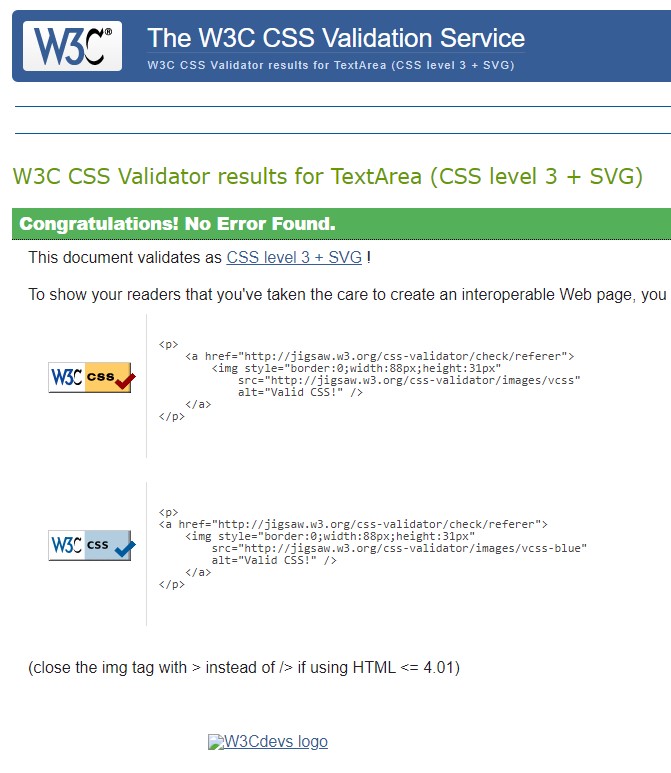 W3C®
The W3C CSS Validation Service
W3C CSS Validator results for TextArea (CSS level 3 + SVG)
W3C CSS Validator results for TextArea (CSS level 3 + SVG)
Congratulations! No Error Found.
This document validates as CSS level 3 + SVG !
To show your readers that you've taken the care to create an interoperable Web page, you
W3C css
<p>
<a href="http://jigsaw.w3.org/css-validator/check/referer">
<img style="border:0;width:88px;height:31px"
src="http://jigsaw.w3.org/css-validator/images/vcss"
alt="Valid CSS!" />
</a>
</p>
W3C css
<p>
<a href="http://jigsaw.w3.org/css-validator/check/referer">
<img style="border:0;width:88px;height:31px"
src="http://jigsaw.w3.org/css-validator/images/vcss-blue"
alt="Valid CSS!" />
</a>
</p>
(close the img tag with > instead of /> if using HTML <= 4.01)
W3Cdevs logo